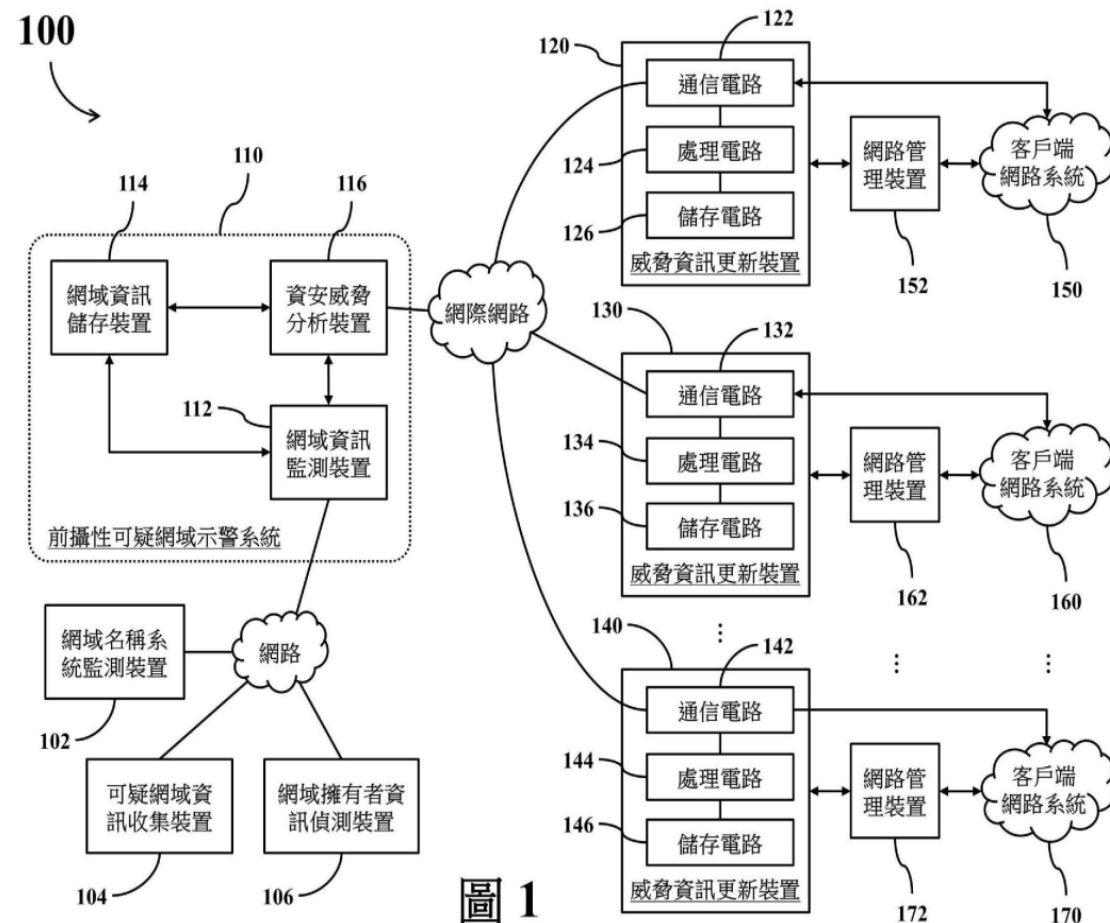 100
110
114
116
網域資訊
儲存裝置
資安威脅
分析裝置
112
網域資訊
監測裝置
前攝性可疑網域示警系統
網際網路
網域名稱系
統監測裝置
102
網路
可疑網域資
訊收集裝置
104
網域擁有者資
訊偵測裝置
106
120
122
通信電路
124
處理電路
126
儲存電路
威脅資訊更新裝置
網路管
理裝置
152
客戶端
網路系統
150
130
132
通信電路
134
處理電路
136
儲存電路
威脅資訊更新裝置
網路管
理裝置
162
客戶端
網路系統
160
140
142
通信電路
144
處理電路
146
儲存電路
威脅資訊更新裝置
網路管
理裝置
172
客戶端
網路系統
170
圖 1